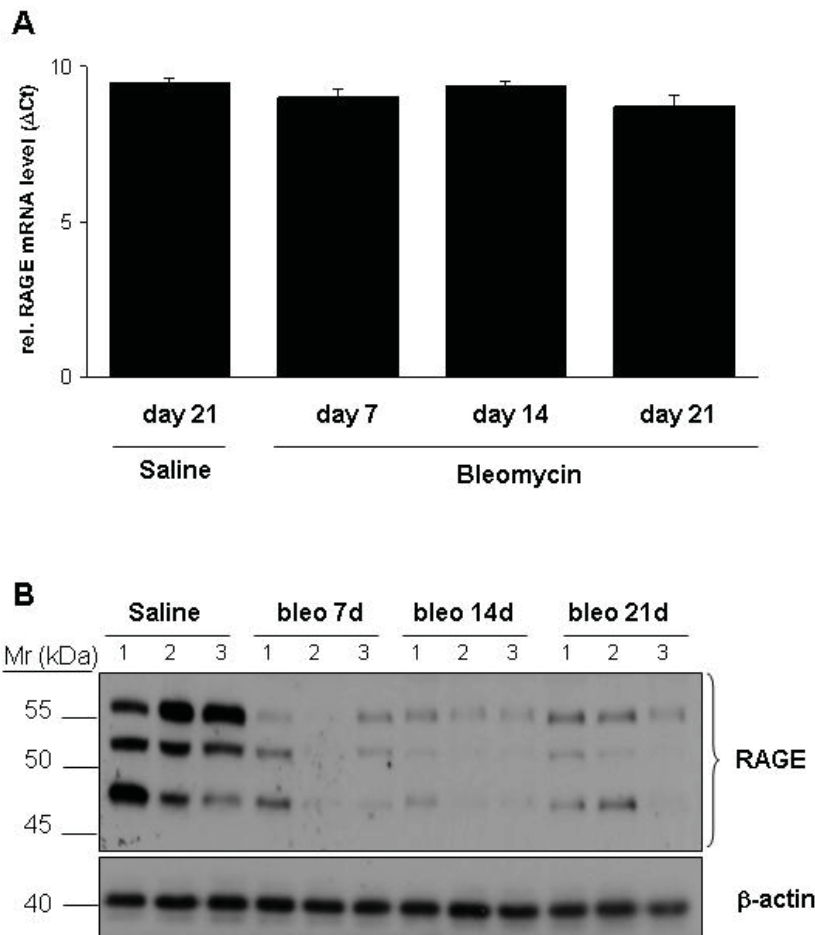 A
rel. RAGE mRNA level (ΔCt)
10
5
0
day 21 day 7 day 14 day 21
Saline Bleomycin
B
Saline bleo 7d bleo 14d bleo 21d
Mr (kDa) 1 2 3 1 2 3 1 2 3 1 2 3
55
50
45
RAGE
40
β-actin